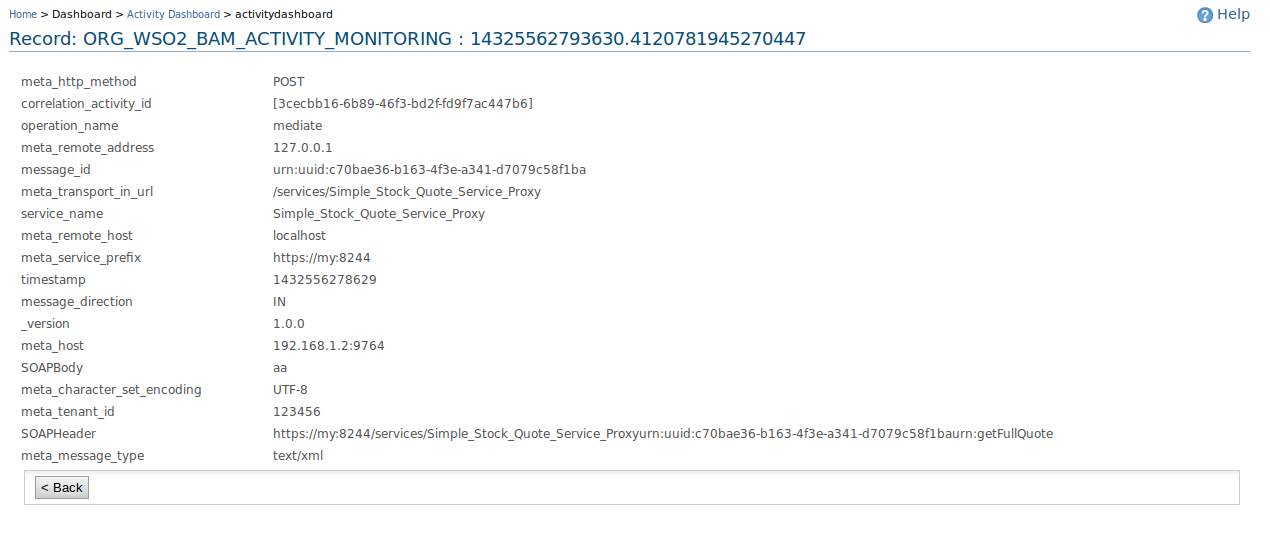 Home > Dashboard > Activity Dashboard > activitydashboard
? Help
Record: ORG_WSO2_BAM_ACTIVITY_MONITORING : 14325562793630.4120781945270447
meta_http_method POST
correlation_activity_id [3cecbb16-6b89-46f3-bd2f-fd9f7ac447b6]
operation_name mediate
meta_remote_address 127.0.0.1
message_id urn:uuid:c70bae36-b163-4f3e-a341-d7079c58f1ba
meta_transport_in_url /services/Simple_Stock_Quote_Service_Proxy
service_name Simple_Stock_Quote_Service_Proxy
meta_remote_host localhost
meta_service_prefix https://my:8244
timestamp 1432556278629
message_direction IN
_version 1.0.0
meta_host 192.168.1.2:9764
SOAPBody aa
meta_character_set_encoding UTF-8
meta_tenant_id 123456
SOAPHeader https://my:8244/services/Simple_Stock_Quote_Service_Proxyurn:uuid:c70bae36-b163-4f3e-a341-d7079c58f1baurn:getFullQuote
meta_message_type text/xml
< Back